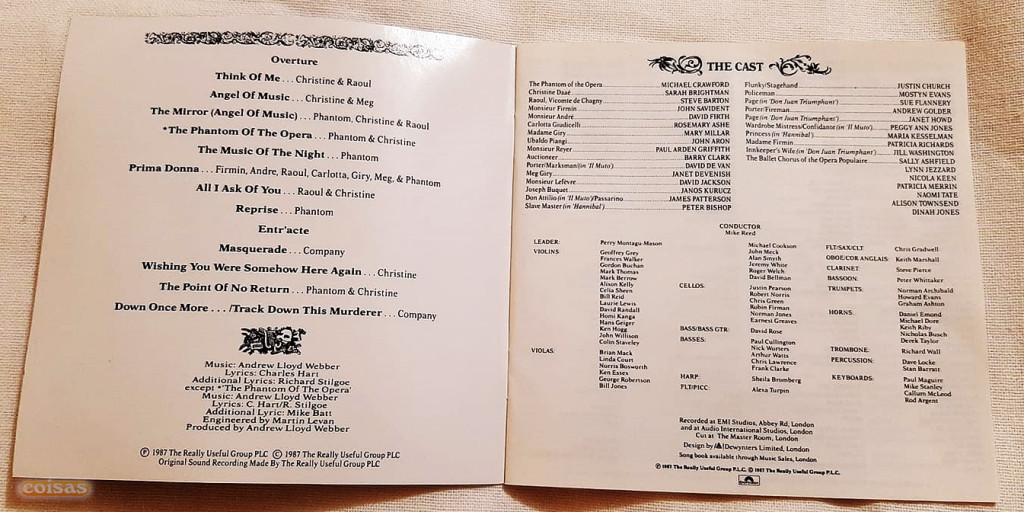 Overture
Think Of Me . . . Christine & Raoul
Angel Of Music . . . Christine & Meg
The Mirror (Angel Of Music) . . . Phantom, Christine & Raoul
*The Phantom Of The Opera . . . Phantom & Christine
The Music Of The Night . . . Phantom
Prima Donna . . . Firmin, Andre, Raoul, Carlotta, Giry, Meg, & Phantom
All I Ask Of You . . . Raoul & Christine
Reprise . . . Phantom
Entr'acte
Masquerade . . . Company
Wishing You Were Somehow Here Again . . . Christine
The Point Of No Return . . . Phantom & Christine
Down Once More . . . /Track Down This Murderer . . . Company
Music: Andrew Lloyd Webber
Lyrics: Charles Hart
Additional Lyrics: Richard Stilgoe
except *'The Phantom Of The Opera'
Music: Andrew Lloyd Webber
Lyrics: C. Hart/R. Stilgoe
Additional Lyric: Mike Batt
Engineered by Martin Levan
Produced by Andrew Lloyd Webber
℗ 1987 The Really Useful Group PLC © 1987 The Really Useful Group PLC
Original Sound Recording Made By The Really Useful Group PLC
eoisas
THE CAST
The Phantom of the Opera MICHAEL CRAWFORD
Christine Daaé SARAH BRIGHTMAN
Raoul, Vicomte de Chagny STEVE BARTON
Monsieur Firmin JOHN SAVIDENT
Monsieur André DAVID FIRTH
Carlotta Giudicelli ROSEMARY ASHE
Madame Giry MARY MILLAR
Ubaldo Piangi JOHN ARON
Monsieur Reyer PAUL ARDEN GRIFFITH
Auctioneer BARRY CLARK
Porter/Marksman (in 'Il Muto') DAVID DE VAN
Meg Giry JANET DEVENISH
Monsieur Lefèvre DAVID JACKSON
Joseph Buquet JANOS KURUCZ
Don Attilio (in 'Il Muto')/Passarino JAMES PATTERSON
Slave Master (in 'Hannibal') PETER BISHOP
Flunky/Stagehand JUSTIN CHURCH
Policeman MOSTYN EVANS
Page (in 'Don Juan Triumphant') SUE FLANNERY
Porter/Fireman ANDREW GOLDER
Page (in 'Don Juan Triumphant') JANET HOWD
Wardrobe Mistress/Confidante (in 'Il Muto') PEGGY ANN JONES
Princess (in 'Hannibal') MARIA KESSELMAN
Madame Firmin PATRICIA RICHARDS
Innkeeper's Wife (in 'Don Juan Triumphant') JILL WASHINGTON
The Ballet Chorus of the Opera Populaire SALLY ASHFIELD
LYNN JEZZARD
NICOLA KEEN
PATRICIA MERRIN
NAOMI TATE
ALISON TOWNSEND
DINAH JONES
CONDUCTOR
Mike Reed
LEADER: Perry Montagu-Mason
VIOLINS: Geoffrey Grey
Frances Walker
Gordon Buchan
Mark Thomas
Mark Berrow
Alison Kelly
Celia Sheen
Bill Reid
Laurie Lewis
David Randall
Homi Kanga
Hans Geiger
Ken Hogg
John Willison
Colin Staveley
VIOLAS: Brian Mack
Linda Court
Norris Bosworth
Ken Essex
George Robertson
Bill Jones
Michael Cookson
John Meck
Alan Smyth
Jeremy White
Roger Welch
David Bellman
CELLOS: Justin Pearson
Robert Norris
Chris Green
Robin Firman
Norman Jones
Earnest Greaves
BASS/BASS GTR: David Rose
BASSES: Paul Cullington
Nick Worters
Arthur Watts
Chris Lawrence
Frank Clarke
HARP: Sheila Bromberg
FLT/PICC: Alexa Turpin
FLT/SAX/CLT Chris Gradwell
OBOE/COR ANGLAIS: Keith Marshall
CLARINET: Steve Pierce
BASSOON: Peter Whittaker
TRUMPETS: Norman Archibald
Howard Evans
Graham Ashton
HORNS: Daniel Emond
Michael Dore
Keith Riby
Nicholas Busch
Derek Taylor
TROMBONE: Richard Wall
PERCUSSION: Dave Locke
Stan Barratt
KEYBOARDS: Paul Maguire
Mike Stanley
Callum McLeod
Rod Argent
Recorded at EMI Studios, Abbey Rd, London
and at Audio International Studios, London
Cut at The Master Room, London
Design by Dewynters Limited, London
Song book available through Music Sales, London
℗ 1987 The Really Useful Group P.L.C. © 1987 The Really Useful Group P.L.C.